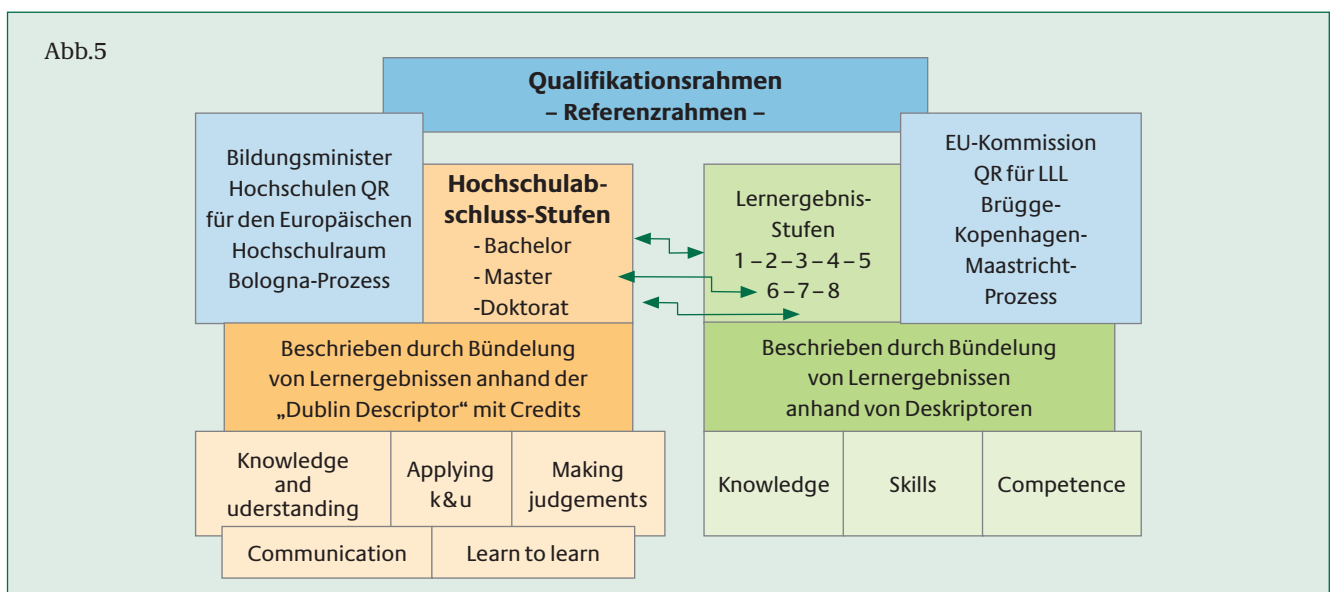 Abb.5
Qualifikationsrahmen
– Referenzrahmen –
Bildungsminister
Hochschulen QR
für den Europäischen
Hochschulraum
Bologna-Prozess
Hochschulab-
schluss-Stufen
- Bachelor
- Master
-Doktorat
Lernergebnis-
Stufen
1 – 2 – 3 – 4 – 5
6 – 7 – 8
EU-Kommission
QR für LLL
Brügge-
Kopenhagen-
Maastricht-
Prozess
Beschrieben durch Bündelung
von Lernergebnissen anhand der
„Dublin Descriptor“ mit Credits
Beschrieben durch Bündelung
von Lernergebnissen
anhand von Deskriptoren
Knowledge
and
uderstanding
Applying
k & u
Making
judgements
Communication
Learn to learn
Knowledge
Skills
Competence